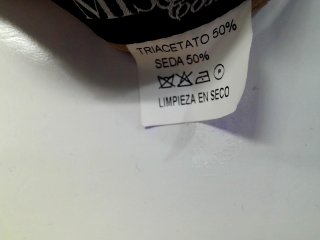 TRIACETATO 50%
SEDA 50%
LIMPIEZA EN SECO